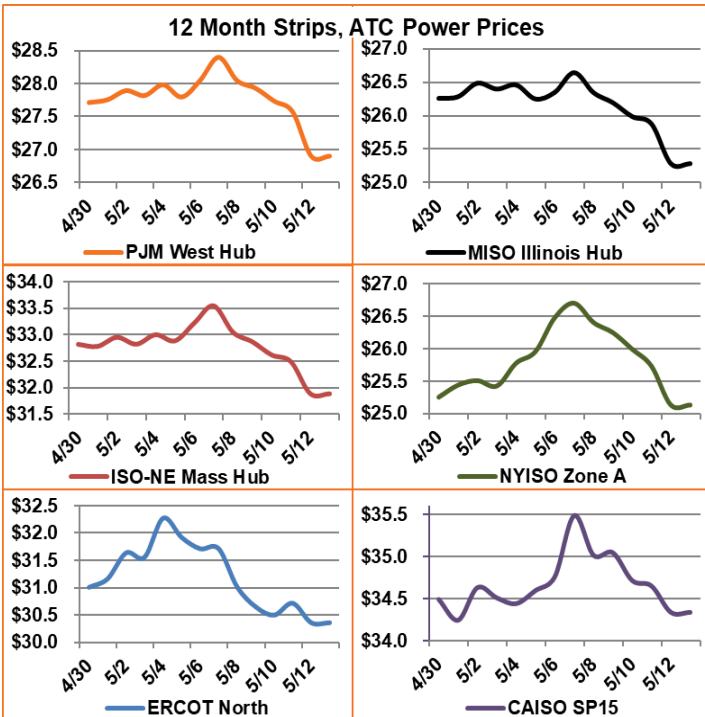 12 Month Strips, ATC Power Prices
$28.5
$28.0
$27.5
$27.0
$26.5
4/30 5/2 5/4 5/6 5/8 5/10 5/12
PJM West Hub
$27.0
$26.5
$26.0
$25.5
$25.0
4/30 5/2 5/4 5/6 5/8 5/10 5/12
MISO Illinois Hub
$34.0
$33.5
$33.0
$32.5
$32.0
$31.5
4/30 5/2 5/4 5/6 5/8 5/10 5/12
ISO-NE Mass Hub
$27.0
$26.5
$26.0
$25.5
$25.0
4/30 5/2 5/4 5/6 5/8 5/10 5/12
NYISO Zone A
$32.5
$32.0
$31.5
$31.0
$30.5
$30.0
4/30 5/2 5/4 5/6 5/8 5/10 5/12
ERCOT North
$35.5
$35.0
$34.5
$34.0
4/30 5/2 5/4 5/6 5/8 5/10 5/12
CAISO SP15